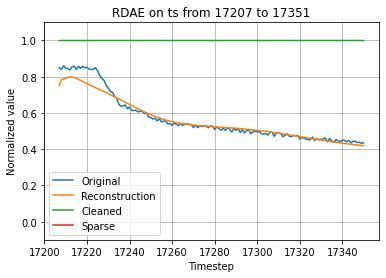 RDAE on ts from 17207 to 17351
Normalized value
1.0
0.8
0.6
0.4
0.2
0.0
Original
Reconstruction
Cleaned
Sparse
17200 17220 17240 17260 17280 17300 17320 17340
Timestep